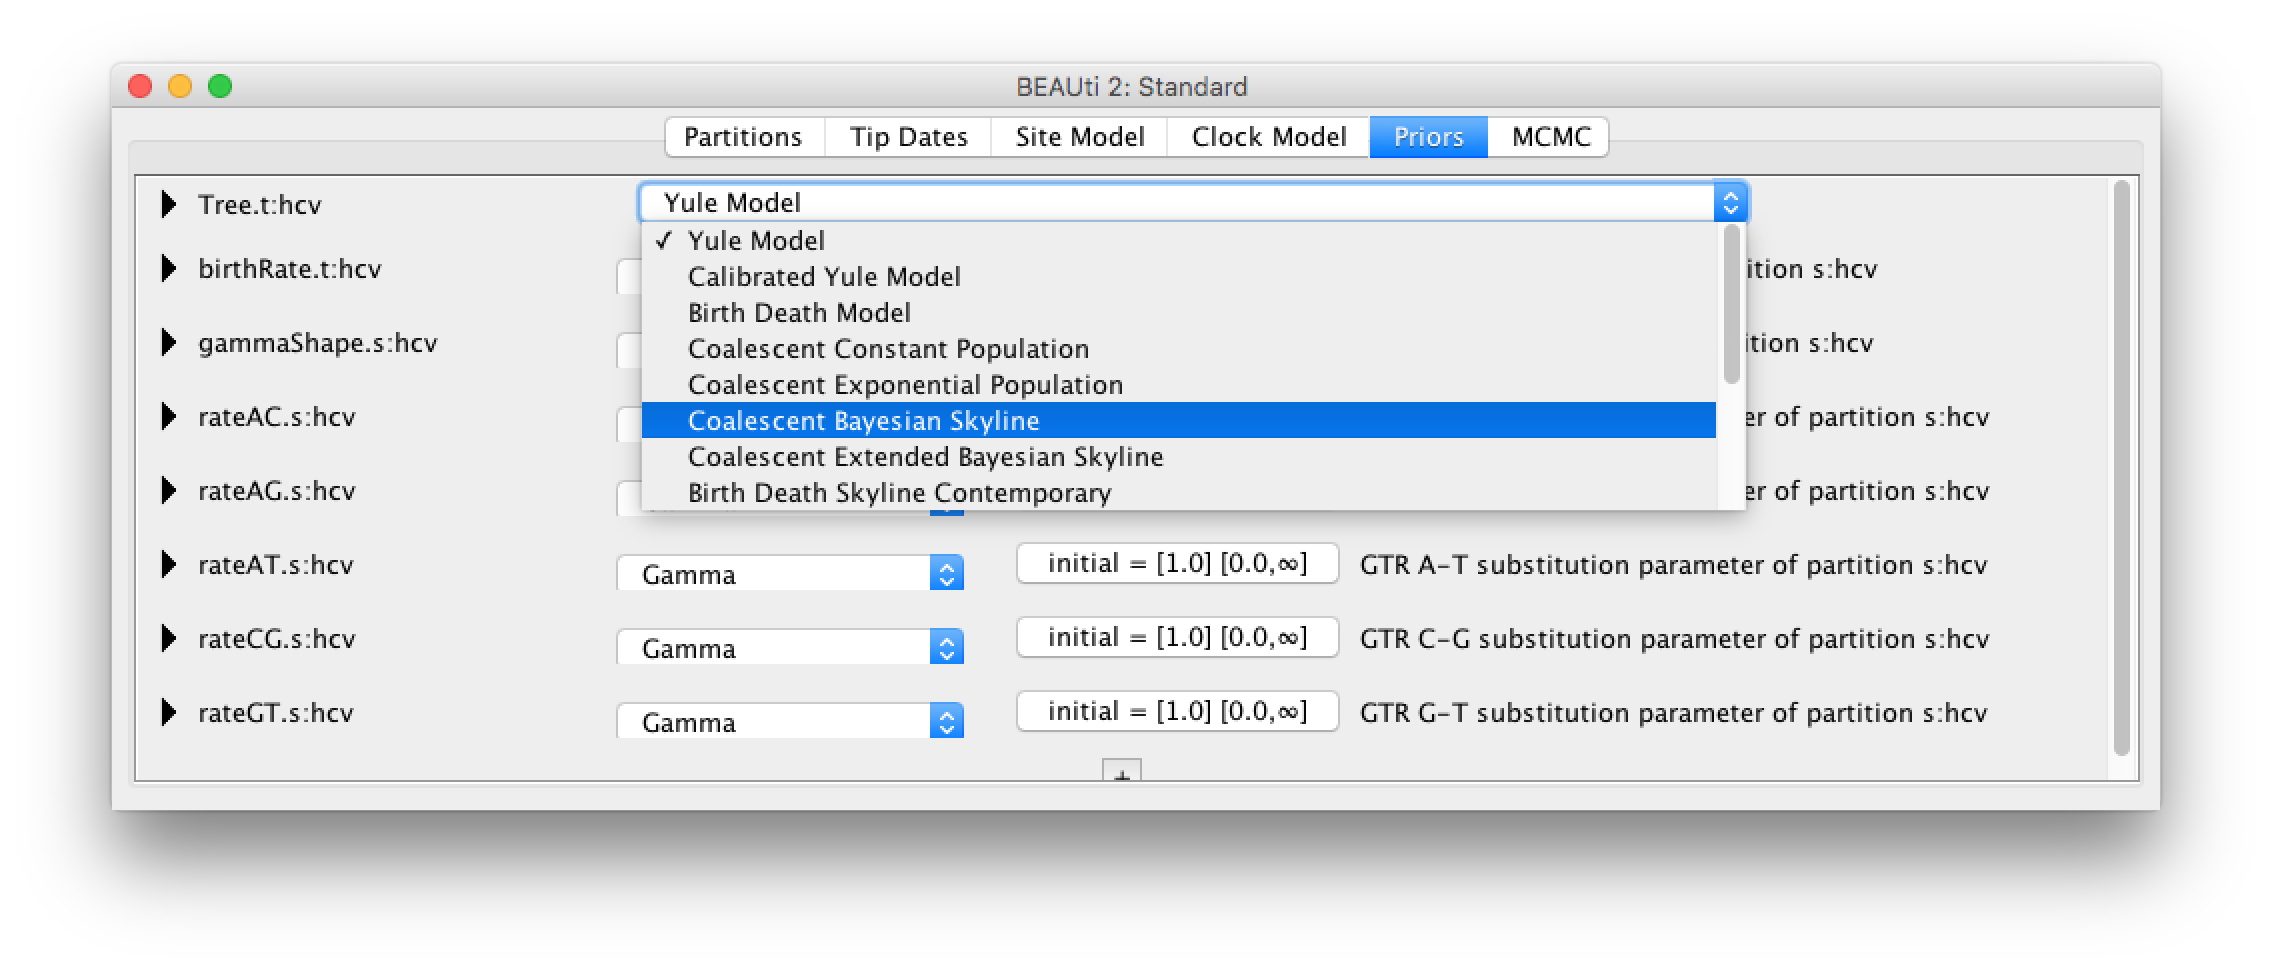 BEAUti 2: Standard
Partitions Tip Dates Site Model Clock Model Priors MCMC
Tree.t:hcv Yule Model
✓ Yule Model
birthRate.t:hcv Calibrated Yule Model ition s:hcv
Birth Death Model
gammaShape.s:hcv Coalescent Constant Population ition s:hcv
Coalescent Exponential Population
rateAC.s:hcv Coalescent Bayesian Skyline er of partition s:hcv
Coalescent Extended Bayesian Skyline
rateAG.s:hcv Birth Death Skyline Contemporary er of partition s:hcv
rateAT.s:hcv Gamma initial = [1.0] [0.0,∞] GTR A-T substitution parameter of partition s:hcv
rateCG.s:hcv Gamma initial = [1.0] [0.0,∞] GTR C-G substitution parameter of partition s:hcv
rateGT.s:hcv Gamma initial = [1.0] [0.0,∞] GTR G-T substitution parameter of partition s:hcv
+